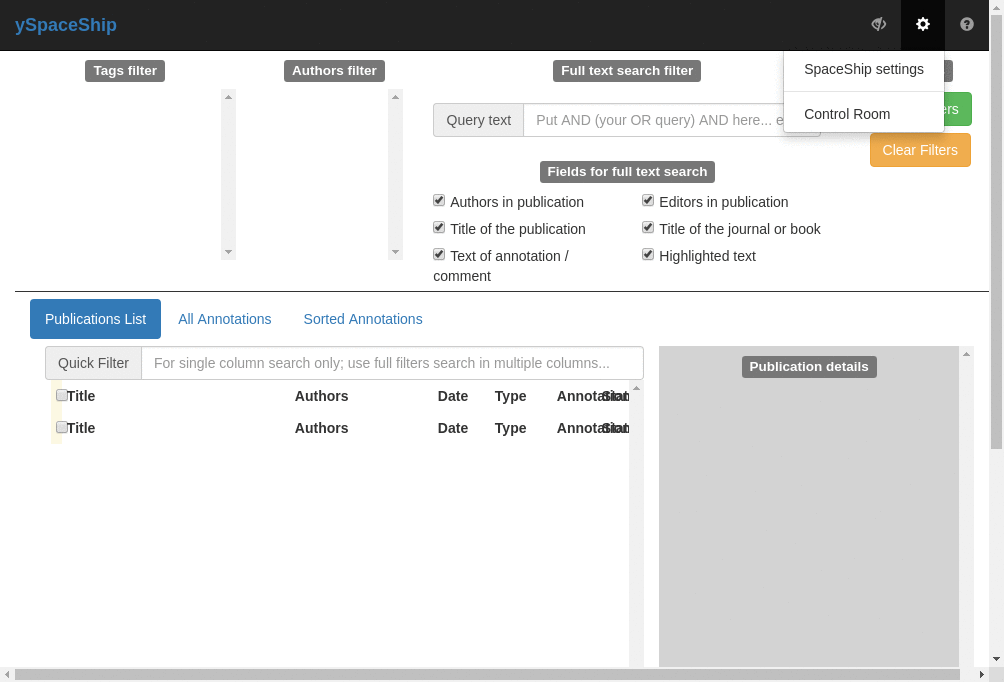 ySpaceShip
SpaceShip settings
Control Room
Tags filter
Authors filter
Full text search filter
Query text
Put AND (your OR query) AND here...
Clear Filters
Fields for full text search
Authors in publication
Editors in publication
Title of the publication
Title of the journal or book
Text of annotation /
comment
Highlighted text
Publications List
All Annotations
Sorted Annotations
Quick Filter
For single column search only; use full filters search in multiple columns...
Publication details
Title Authors Date Type
Title Authors Date Type